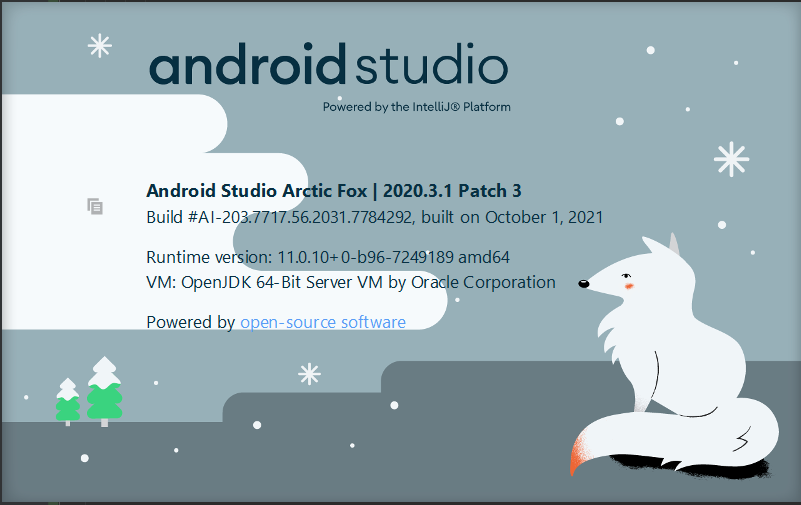 androidstudio
Powered by the IntelliJ® Platform
Android Studio Arctic Fox | 2020.3.1 Patch 3
Build #AI-203.7717.56.2031.7784292, built on October 1, 2021
Runtime version: 11.0.10+0-b96-7249189 amd64
VM: OpenJDK 64-Bit Server VM by Oracle Corporation
Powered by open-source software